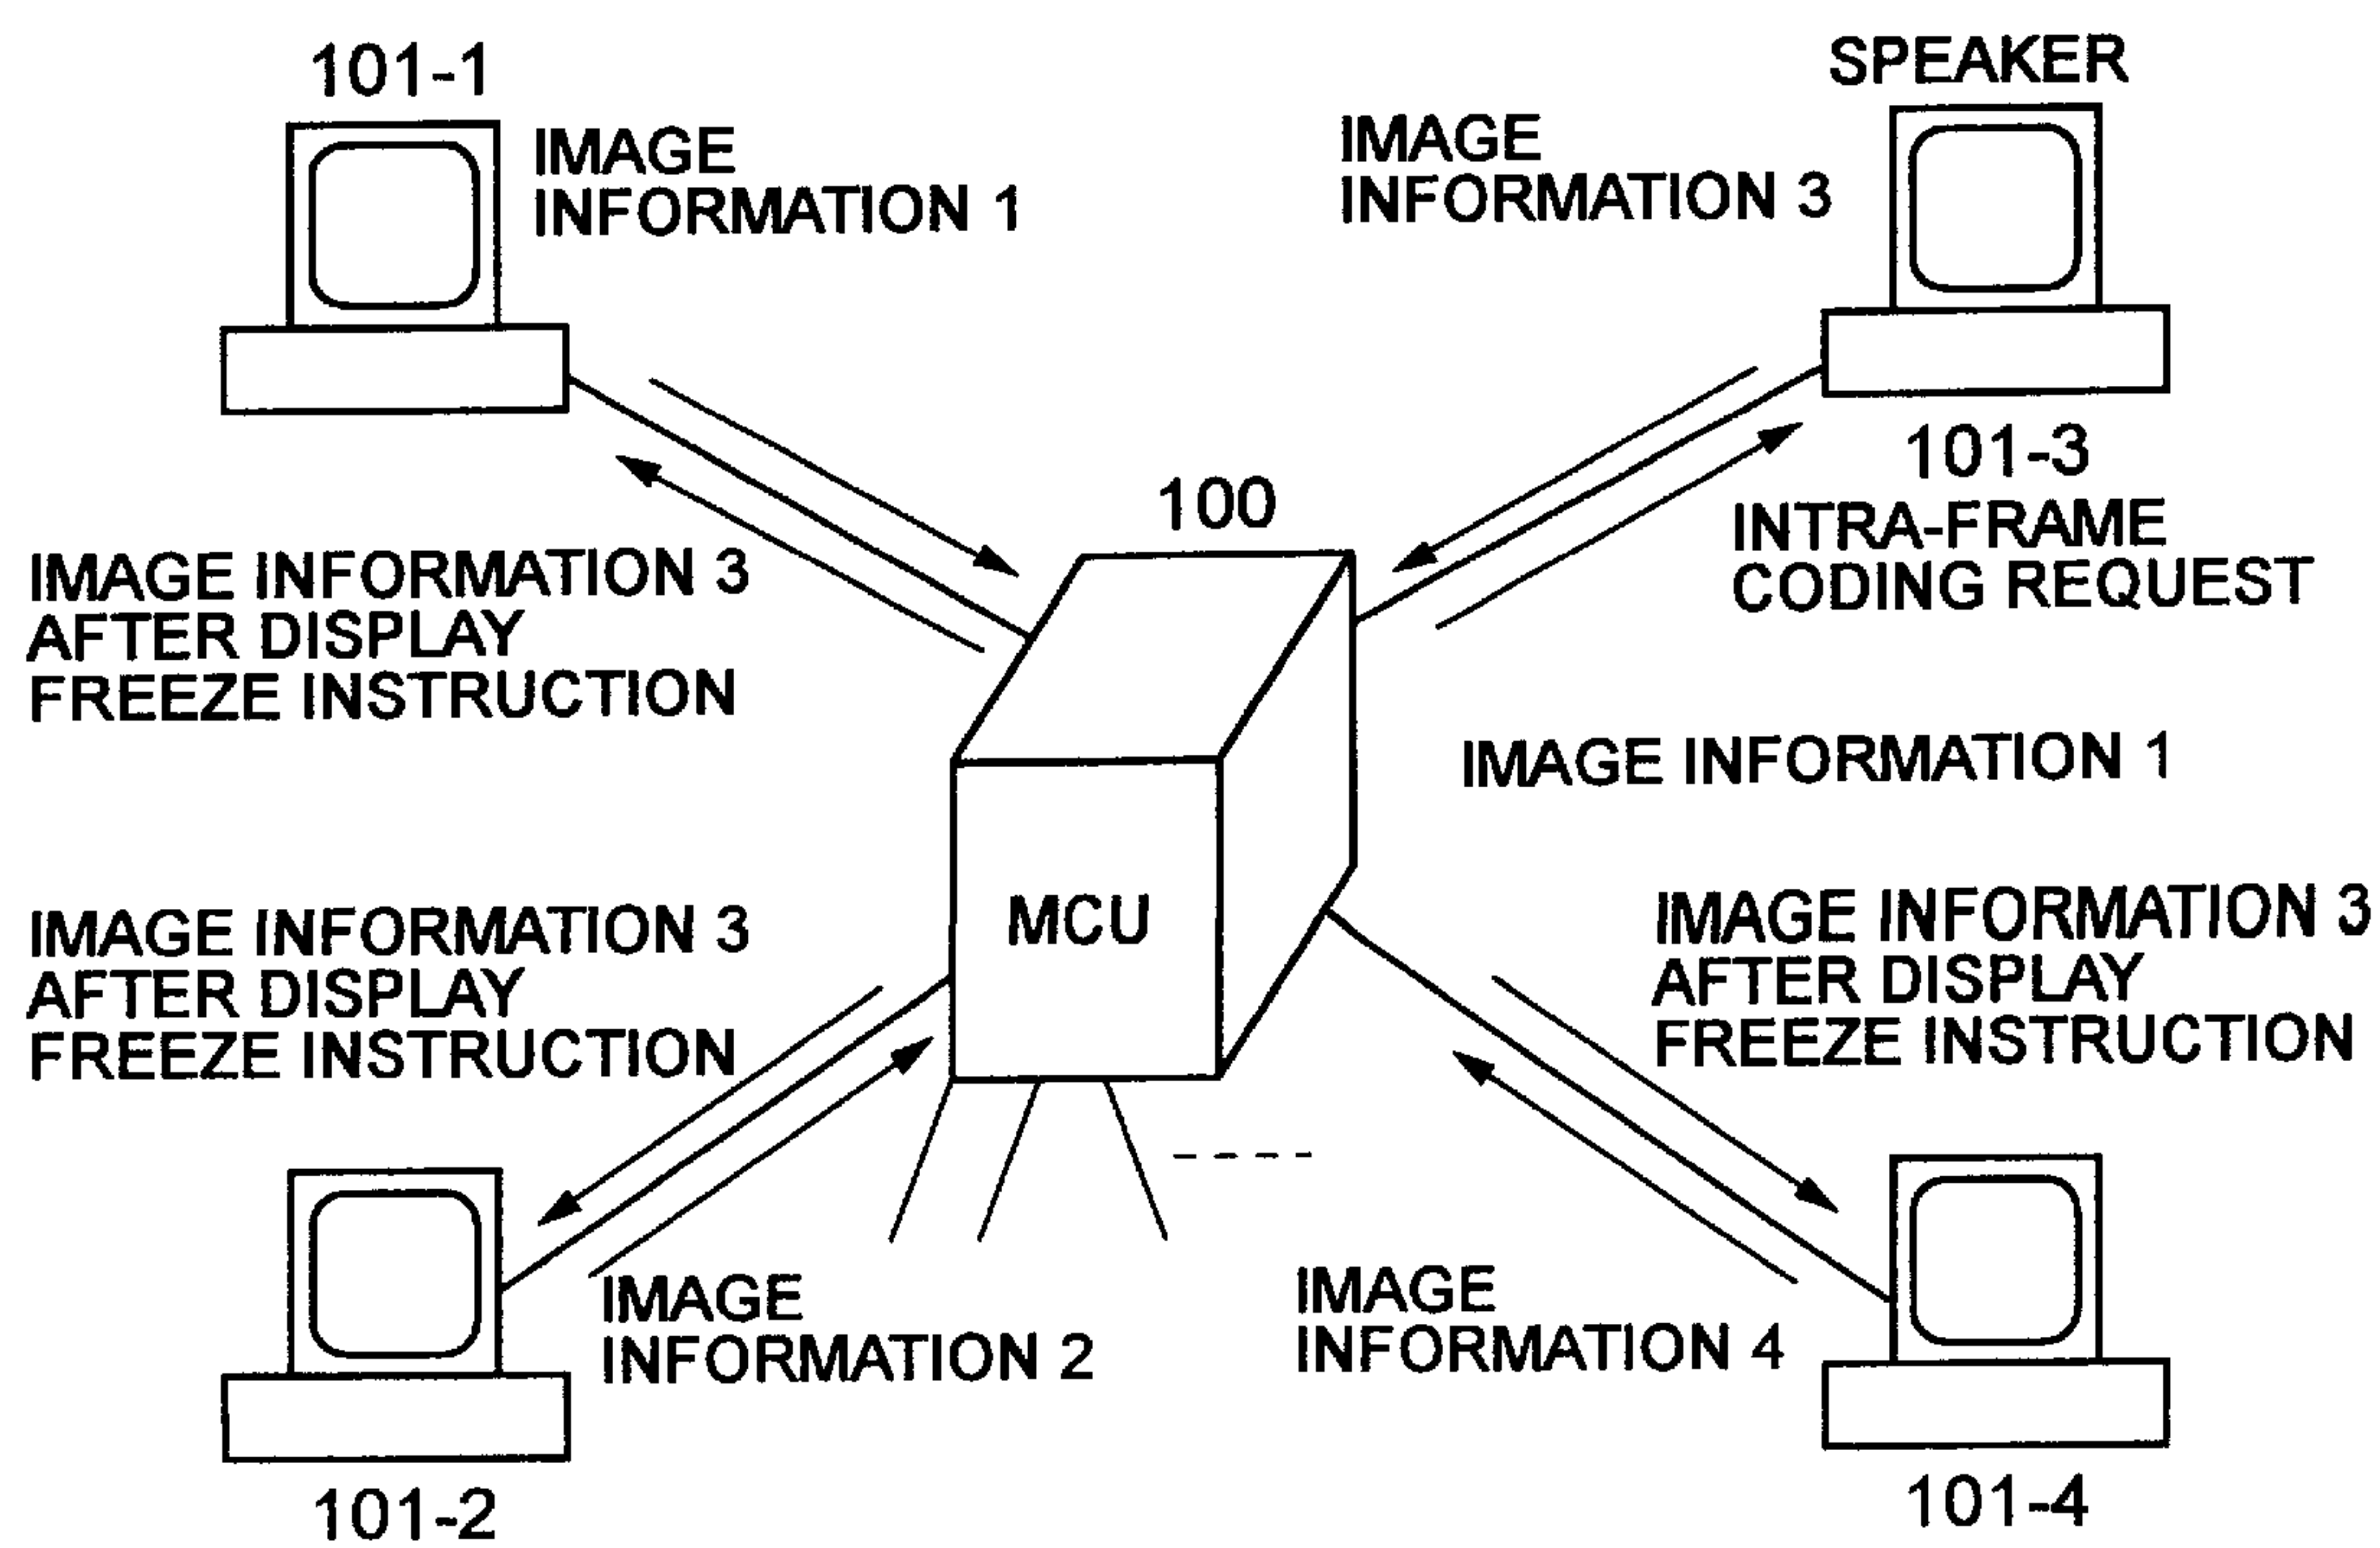 101-1
IMAGE
INFORMATION 1
SPEAKER
IMAGE
INFORMATION 3
101-3
INTRA-FRAME
CODING REQUEST
100
IMAGE INFORMATION 3
AFTER DISPLAY
FREEZE INSTRUCTION
IMAGE INFORMATION 1
MCU
IMAGE INFORMATION 3
AFTER DISPLAY
FREEZE INSTRUCTION
IMAGE INFORMATION 3
AFTER DISPLAY
FREEZE INSTRUCTION
IMAGE
INFORMATION 2
IMAGE
INFORMATION 4
101-2
101-4